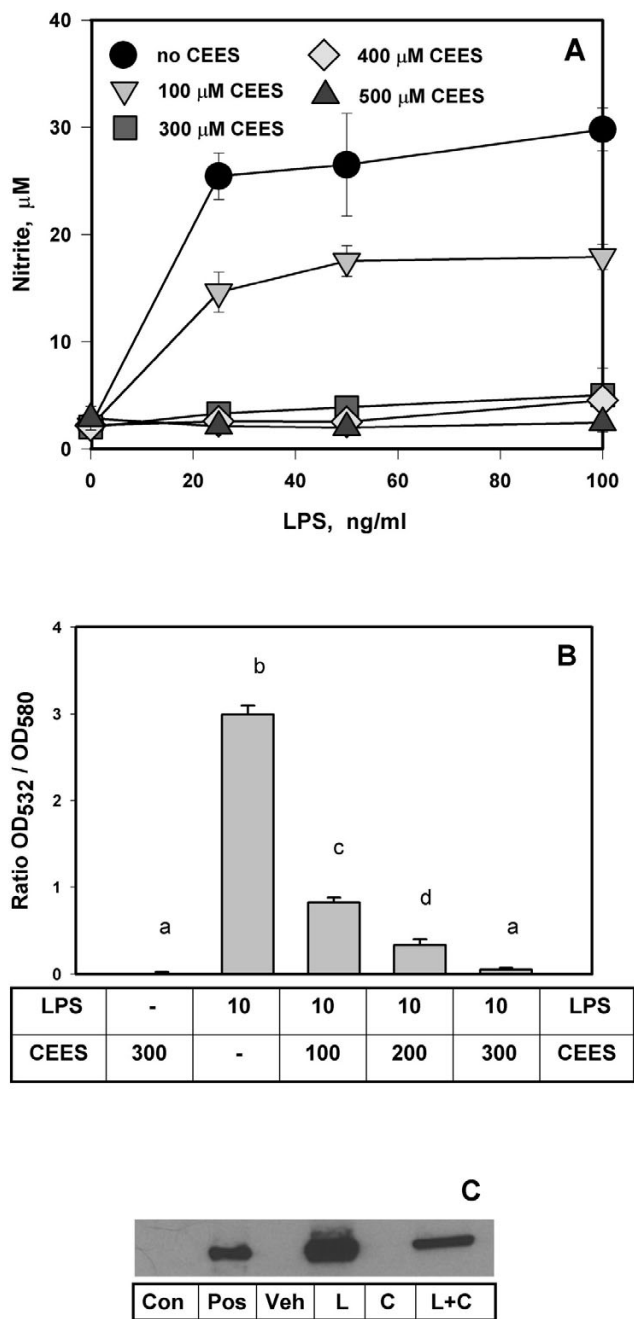 A
no CEES
400 μM CEES
100 μM CEES
500 μM CEES
300 μM CEES
40
30
20
10
0
Nitrite, μM
0 20 40 60 80 100
LPS, ng/ml
B
4
3
2
1
0
Ratio OD532 / OD580
a b c d a
LPS - 10 10 10 10 LPS
CEES 300 - 100 200 300 CEES
C
Con Pos Veh L C L+C